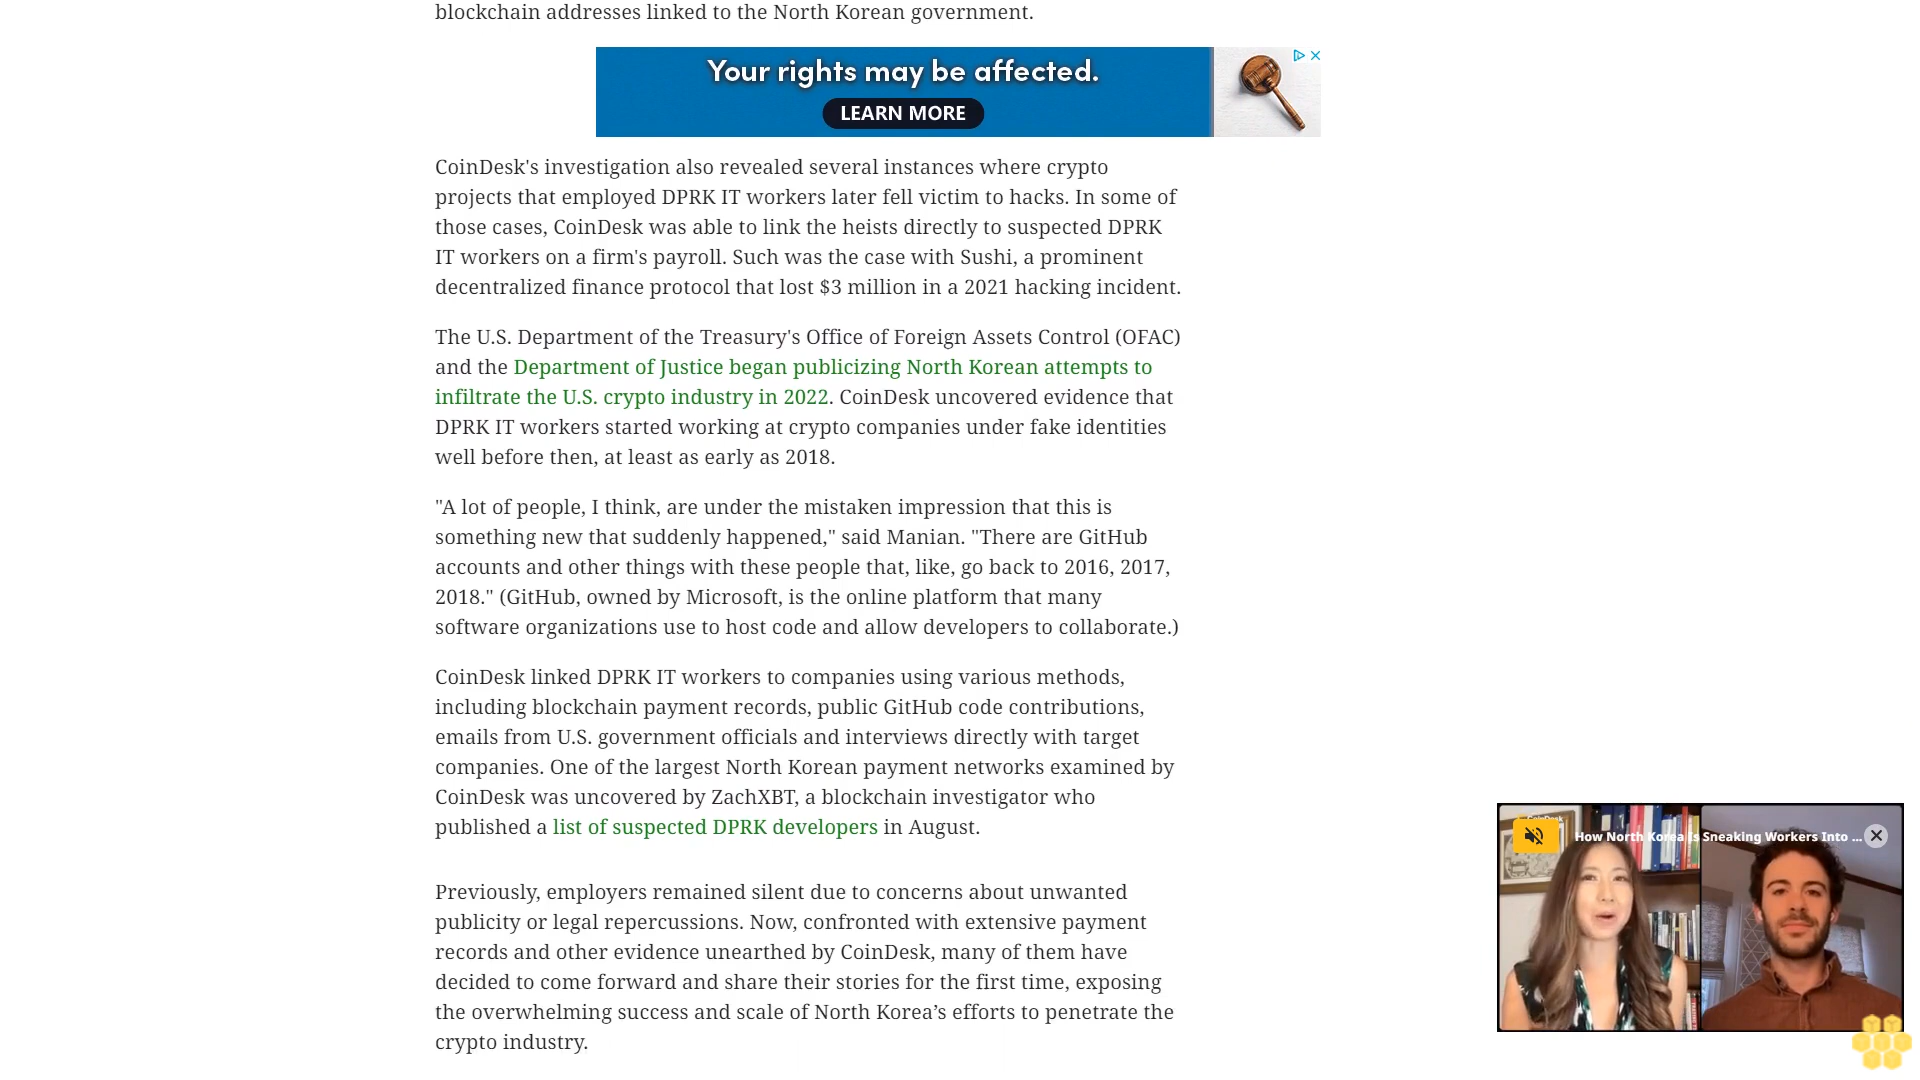 blockchain addresses linked to the North Korean government.
Your rights may be affected.
LEARN MORE
CoinDesk's investigation also revealed several instances where crypto
projects that employed DPRK IT workers later fell victim to hacks. In some of
those cases, CoinDesk was able to link the heists directly to suspected DPRK
IT workers on a firm's payroll. Such was the case with Sushi, a prominent
decentralized finance protocol that lost $3 million in a 2021 hacking incident.
The U.S. Department of the Treasury's Office of Foreign Assets Control (OFAC)
and the Department of Justice began publicizing North Korean attempts to
infiltrate the U.S. crypto industry in 2022. CoinDesk uncovered evidence that
DPRK IT workers started working at crypto companies under fake identities
well before then, at least as early as 2018.
"A lot of people, I think, are under the mistaken impression that this is
something new that suddenly happened," said Manian. "There are GitHub
accounts and other things with these people that, like, go back to 2016, 2017,
2018." (GitHub, owned by Microsoft, is the online platform that many
software organizations use to host code and allow developers to collaborate.)
CoinDesk linked DPRK IT workers to companies using various methods,
including blockchain payment records, public GitHub code contributions,
emails from U.S. government officials and interviews directly with target
companies. One of the largest North Korean payment networks examined by
CoinDesk was uncovered by ZachXBT, a blockchain investigator who
published a list of suspected DPRK developers in August.
CoinDesk
How North Korea Is Sneaking Workers Into ...
Previously, employers remained silent due to concerns about unwanted
publicity or legal repercussions. Now, confronted with extensive payment
records and other evidence unearthed by CoinDesk, many of them have
decided to come forward and share their stories for the first time, exposing
the overwhelming success and scale of North Korea’s efforts to penetrate the
crypto industry.